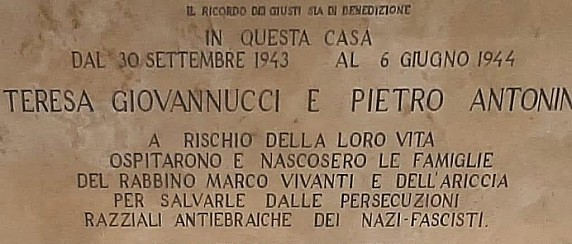 IL RICORDO DEI GIUSTI SIA DI BENEDIZIONE
IN QUESTA CASA
DAL 30 SETTEMBRE 1943 AL 6 GIUGNO 1944
TERESA GIOVANNUCCI E PIETRO ANTONIN
A RISCHIO DELLA LORO VITA
OSPITARONO E NASCOSERO LE FAMIGLIE
DEL RABBINO MARCO VIVANTI E DELL'ARICCIA
PER SALVARLE DALLE PERSECUZIONI
RAZZIALI ANTIEBRAICHE DEI NAZI-FASCISTI.